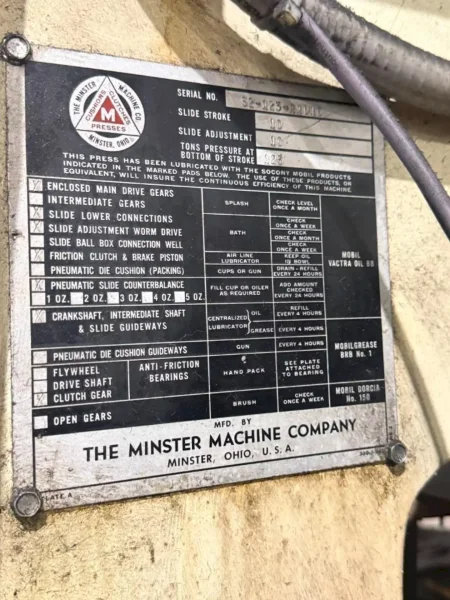 THE MINSTER MACHINE CO.
CUSHIONS CLUTCHES
M
PRESSES
MINSTER, OHIO
SERIAL NO.
SLIDE STROKE
SLIDE ADJUSTMENT
TONS PRESSURE AT
BOTTOM OF STROKE
THIS PRESS HAS BEEN LUBRICATED WITH THE SOCONY MOBIL PRODUCTS
INDICATED IN THE MARKED PADS BELOW. THE USE OF THESE PRODUCTS, OR
EQUIVALENT, WILL INSURE THE CONTINUOUS EFFICIENCY OF THIS MACHINE.
ENCLOSED MAIN DRIVE GEARS
INTERMEDIATE GEARS SPLASH CHECK LEVEL
ONCE A MONTH
SLIDE LOWER CONNECTIONS CHECK
ONCE A WEEK
SLIDE ADJUSTMENT WORM DRIVE BATH CHECK
ONCE A MONTH
SLIDE BALL BOX CONNECTION WELL CHECK
ONCE A WEEK
FRICTION CLUTCH & BRAKE PISTON AIR LINE
LUBRICATOR KEEP OIL
IN BOWL
MOBIL
VACTRA OIL BB
PNEUMATIC DIE CUSHION (PACKING) CUPS OR GUN DRAIN - REFILL
EVERY 24 HOURS
PNEUMATIC SLIDE COUNTERBALANCE
1 OZ. 2 OZ. 3 OZ. 4 OZ. 5 OZ.
FILL CUP OR OILER
AS REQUIRED
ADD AMOUNT
CHECKED
EVERY 24 HOURS
CRANKSHAFT, INTERMEDIATE SHAFT
& SLIDE GUIDEWAYS
CENTRALIZED
LUBRICATOR
OIL REFILL
EVERY 4 HOURS
GREASE EVERY 4 HOURS
PNEUMATIC DIE CUSHION GUIDEWAYS GUN EVERY 4 HOURS
MOBILGREASE
BRB No. 1
FLYWHEEL
DRIVE SHAFT
CLUTCH GEAR
ANTI-FRICTION
BEARINGS
HAND PACK
SEE PLATE
ATTACHED
TO BEARING
OPEN GEARS BRUSH CHECK
ONCE A WEEK
MOBIL DORCIA
No. 150
MFD. BY
THE MINSTER MACHINE COMPANY
MINSTER, OHIO, U.S.A.
PLATE A